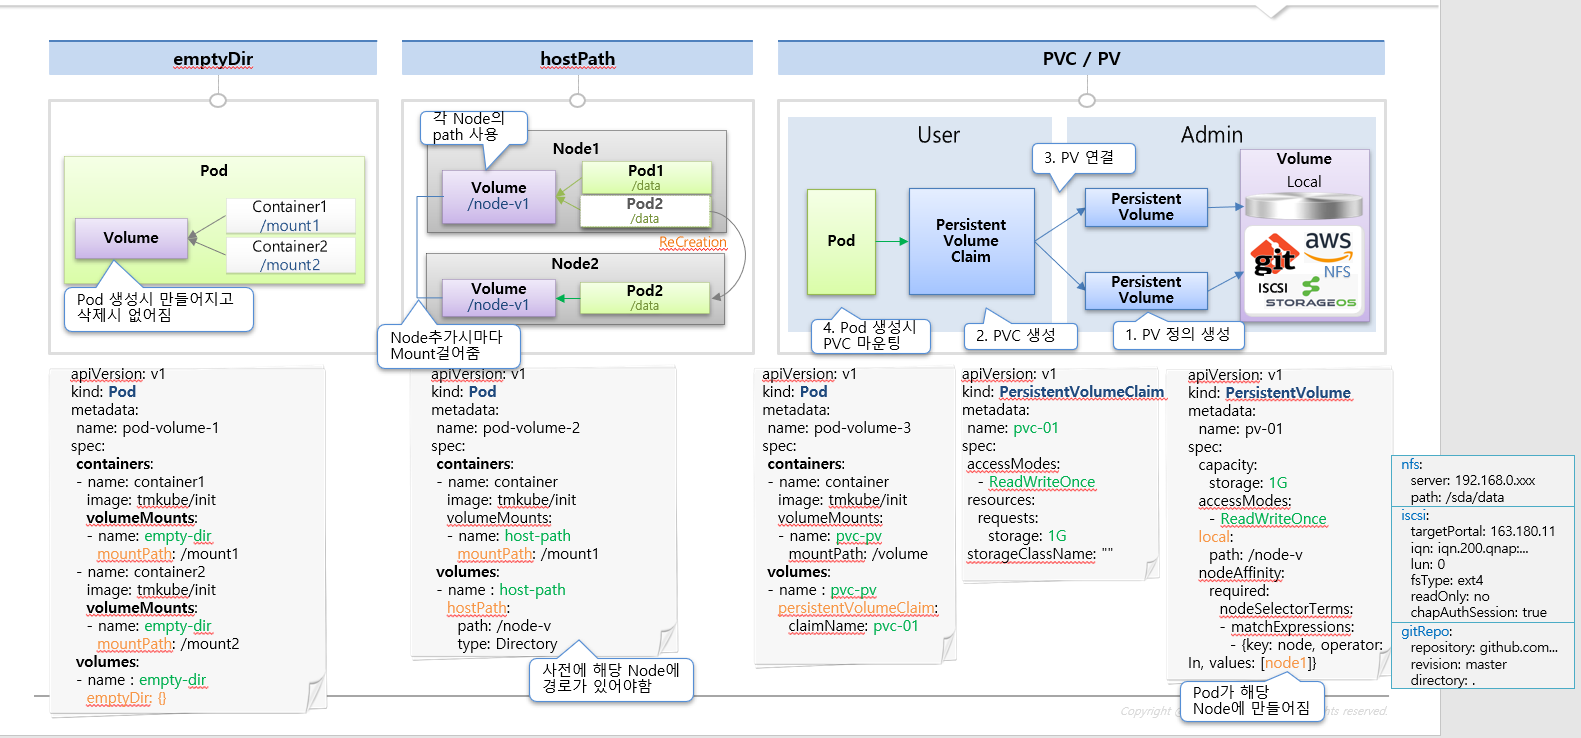 emptyDir
Pod
Volume
Container1
/mount1
Container2
/mount2
Pod 생성시 만들어지고
삭제시 없어짐
apiVersion: v1
kind: Pod
metadata:
name: pod-volume-1
spec:
containers:
- name: container1
image: tmkube/init
volumeMounts:
- name: empty-dir
mountPath: /mount1
- name: container2
image: tmkube/init
volumeMounts:
- name: empty-dir
mountPath: /mount2
volumes:
- name : empty-dir
emptyDir: {}
hostPath
각 Node의
path 사용
Node1
Volume
/node-v1
Pod1
/data
Pod2
/data
ReCreation
Node2
Volume
/node-v1
Pod2
/data
Node추가시마다
Mount걸어줌
apiVersion: v1
kind: Pod
metadata:
name: pod-volume-2
spec:
containers:
- name: container
image: tmkube/init
volumeMounts:
- name: host-path
mountPath: /mount1
volumes:
- name : host-path
hostPath:
path: /node-v
type: Directory
사전에 해당 Node에
경로가 있어야함
PVC / PV
User
Admin
3. PV 연결
Pod
Persistent
Volume
Claim
Persistent
Volume
Persistent
Volume
Volume
Local
git
aws
NFS
ISCSI
STORAGEOS
4. Pod 생성시
PVC 마운팅
2. PVC 생성
1. PV 정의 생성
apiVersion: v1
kind: Pod
metadata:
name: pod-volume-3
spec:
containers:
- name: container
image: tmkube/init
volumeMounts:
- name: pvc-pv
mountPath: /volume
volumes:
- name : pvc-pv
persistentVolumeClaim:
claimName: pvc-01
apiVersion: v1
kind: PersistentVolumeClaim
metadata:
name: pvc-01
spec:
accessModes:
- ReadWriteOnce
resources:
requests:
storage: 1G
storageClassName: ""
apiVersion: v1
kind: PersistentVolume
metadata:
name: pv-01
spec:
capacity:
storage: 1G
accessModes:
- ReadWriteOnce
local:
path: /node-v
nodeAffinity:
required:
nodeSelectorTerms:
- matchExpressions:
- {key: node, operator:
In, values: [node1]}
Pod가 해당
Node에 만들어짐
nfs:
server: 192.168.0.xxx
path: /sda/data
iscsi:
targetPortal: 163.180.11
iqn: iqn.200.qnap:...
lun: 0
fsType: ext4
readOnly: no
chapAuthSession: true
gitRepo:
repository: github.com...
revision: master
directory: .
Copyright
reserved.